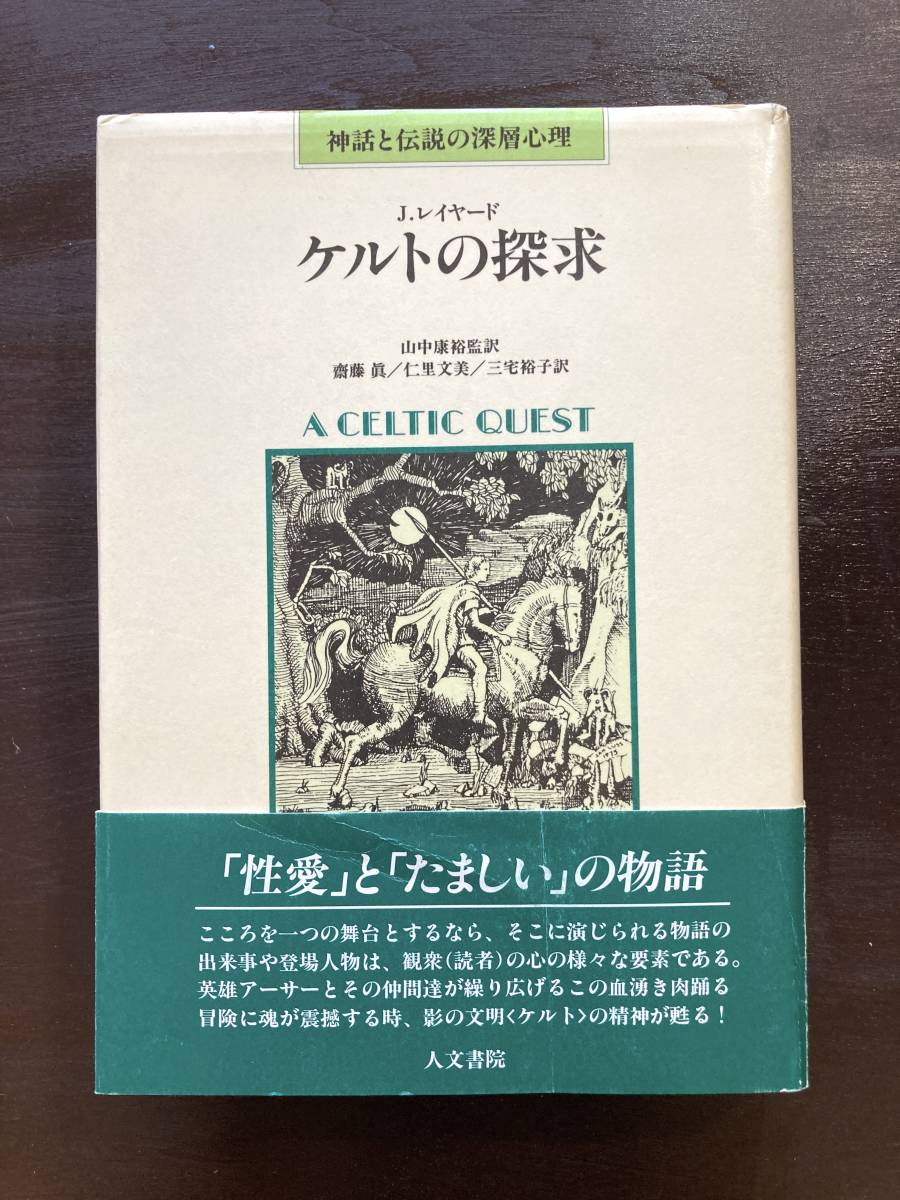 神話と伝説の深層心理
J.レイヤード
ケルトの探求
山中康裕監訳
齋藤 眞／仁里文美／三宅裕子訳
A CELTIC QUEST
「性愛」と「たましい」の物語
こころを一つの舞台とするなら、そこに演じられる物語の
出来事や登場人物は、観衆(読者)の心の様々な要素である。
英雄アーサーとその仲間達が繰り広げるこの血湧き肉踊る
冒険に魂が震撼する時、影の文明〈ケルト〉の精神が甦る！
人文書院